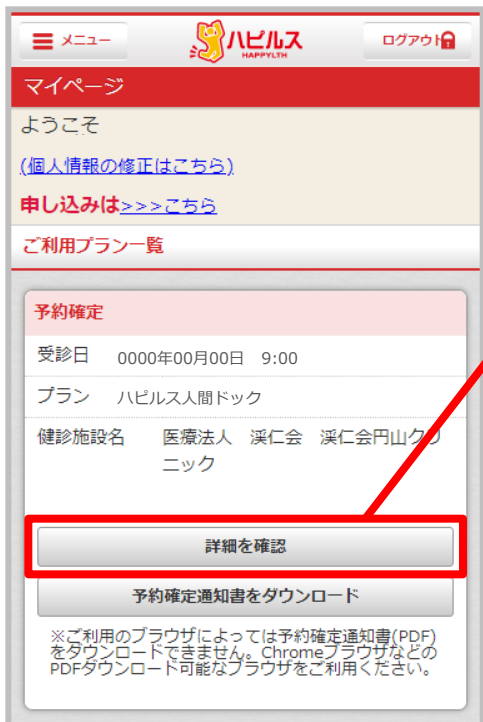 メニュー
ハピルス
HAPPYLTH
ログアウト
マイページ
ようこそ
(個人情報の修正はこちら)
申し込みは>>>こちら
ご利用プラン一覧
予約確定
受診日 0000年00月00日 9:00
プラン ハピルス人間ドック
健診施設名 医療法人 渓仁会 渓仁会円山クリ
ニック
詳細を確認
予約確定通知書をダウンロード
※ご利用のブラウザによっては予約確定通知書(PDF)
をダウンロードできません。Chromeブラウザなどの
PDFダウンロード可能なブラウザをご利用ください。